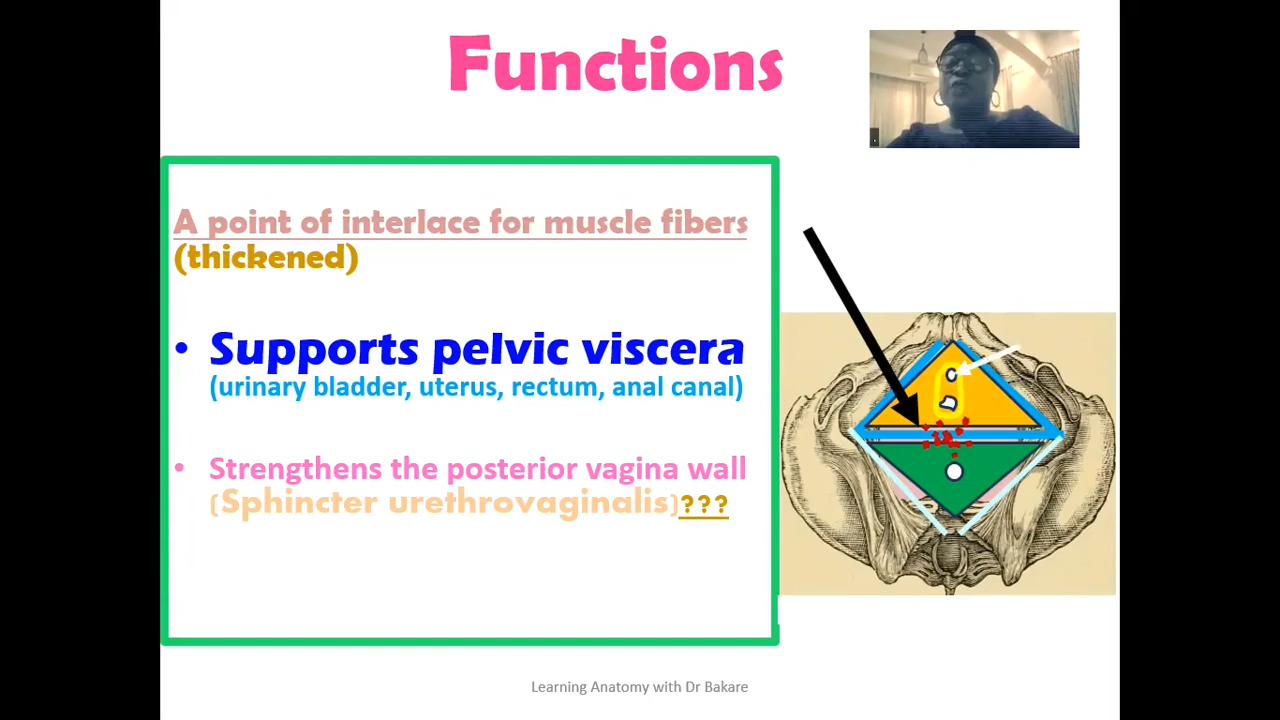 Functions
A point of interlace for muscle fibers
(thickened)
• Supports pelvic viscera
(urinary bladder, uterus, rectum, anal canal)
• Strengthens the posterior vagina wall
(Sphincter urethrovaginalis)???
Learning Anatomy with Dr Bakare